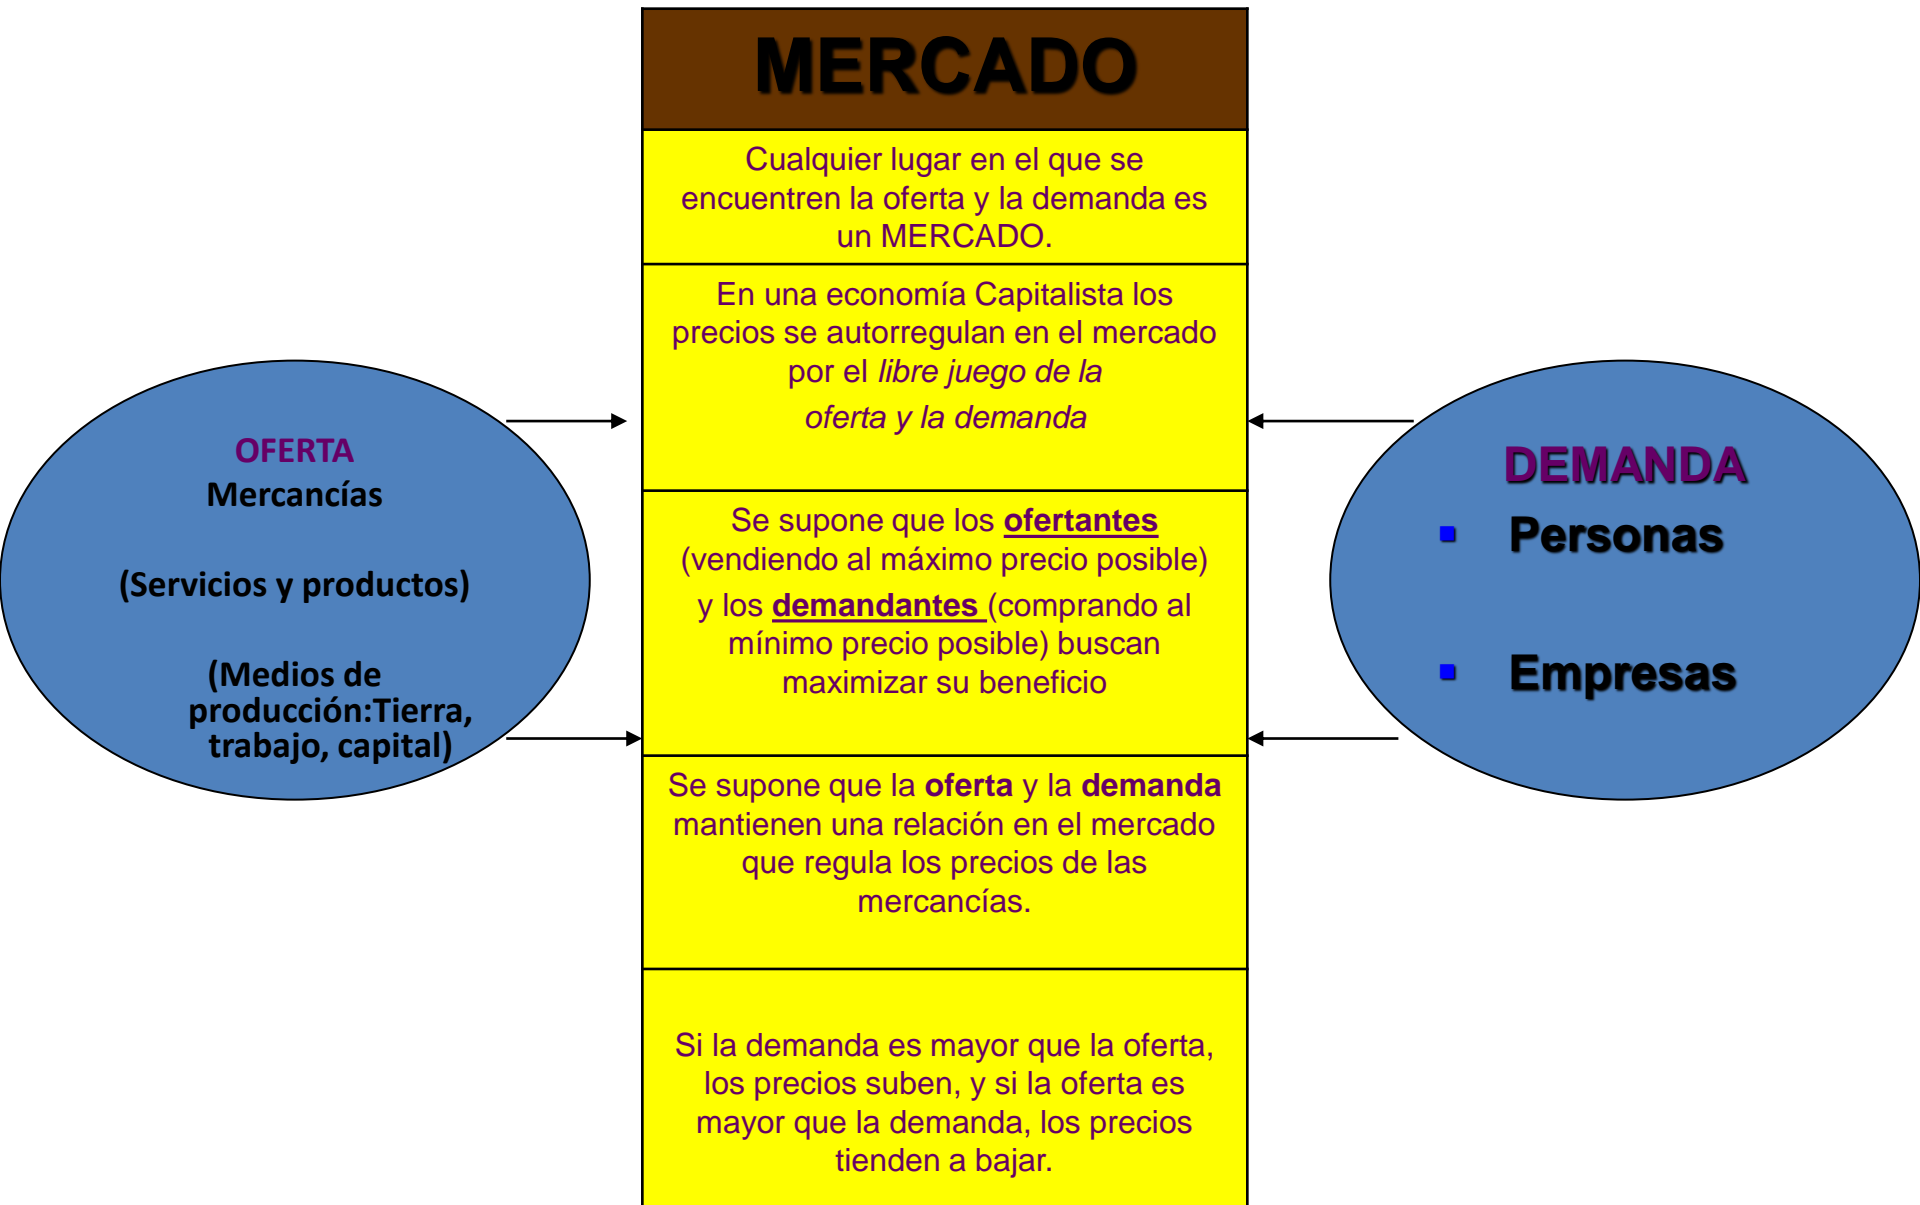 MERCADO
Cualquier lugar en el que se
encuentren la oferta y la demanda es
un MERCADO.
En una economía Capitalista los
precios se autorregulan en el mercado
por el libre juego de la
oferta y la demanda
Se supone que los ofertantes
(vendiendo al máximo precio posible)
y los demandantes (comprando al
mínimo precio posible) buscan
maximizar su beneficio
Se supone que la oferta y la demanda
mantienen una relación en el mercado
que regula los precios de las
mercancías.
Si la demanda es mayor que la oferta,
los precios suben, y si la oferta es
mayor que la demanda, los precios
tienden a bajar.
OFERTA
Mercancías
(Servicios y productos)
(Medios de
producción:Tierra,
trabajo, capital)
DEMANDA
▪ Personas
▪ Empresas